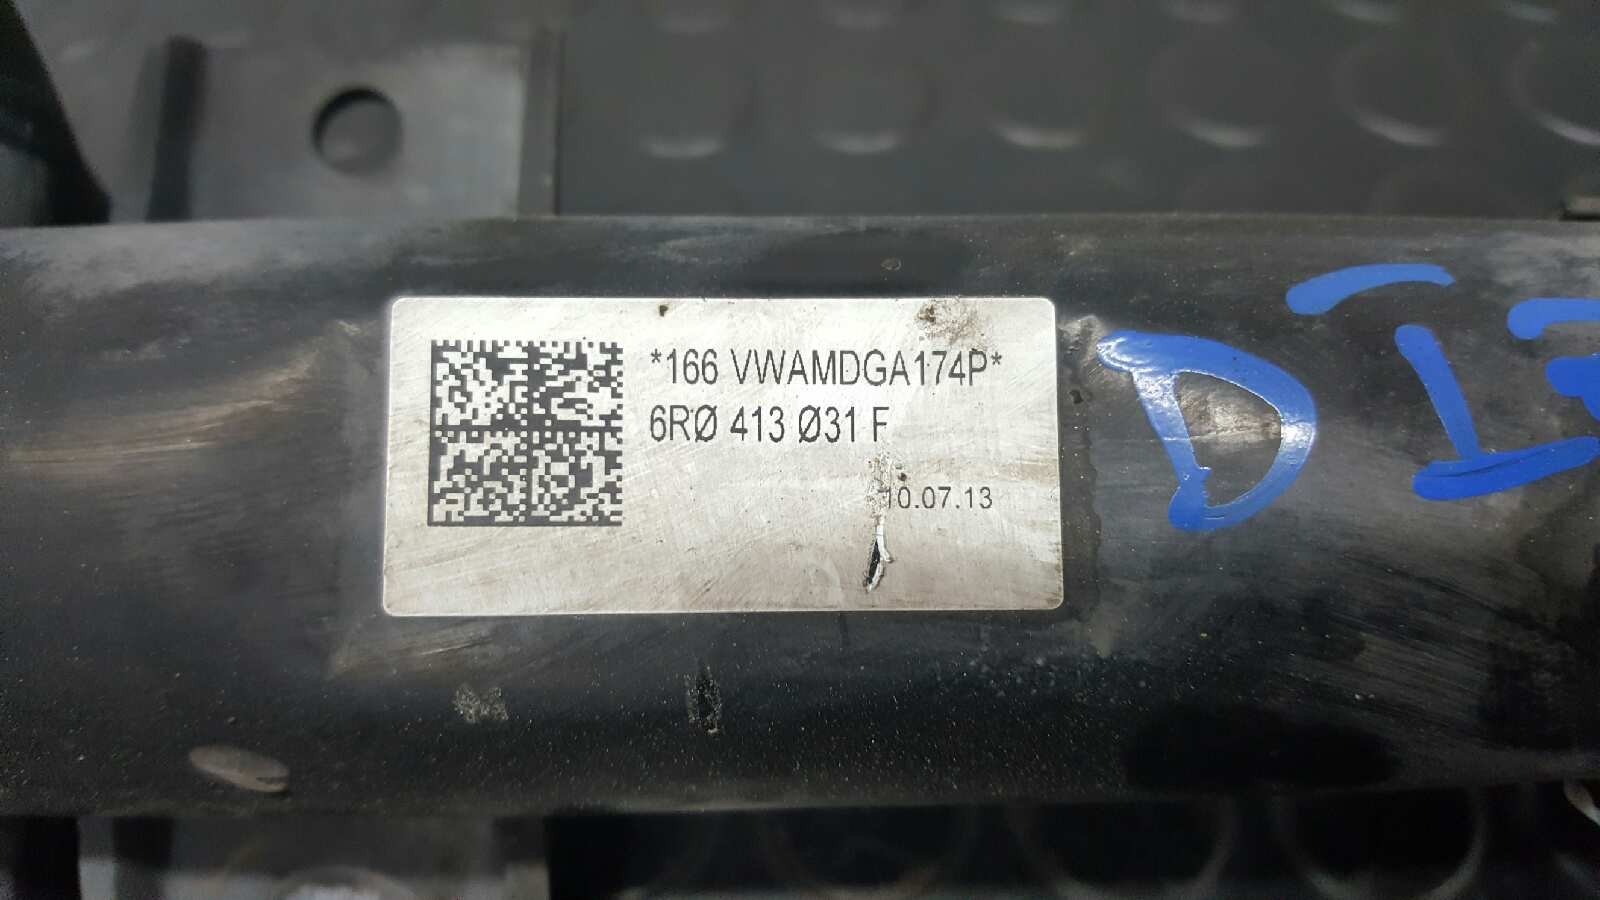 *166 VWAMDGA174P*
6RØ 413 Ø31 F
10.07.13
D